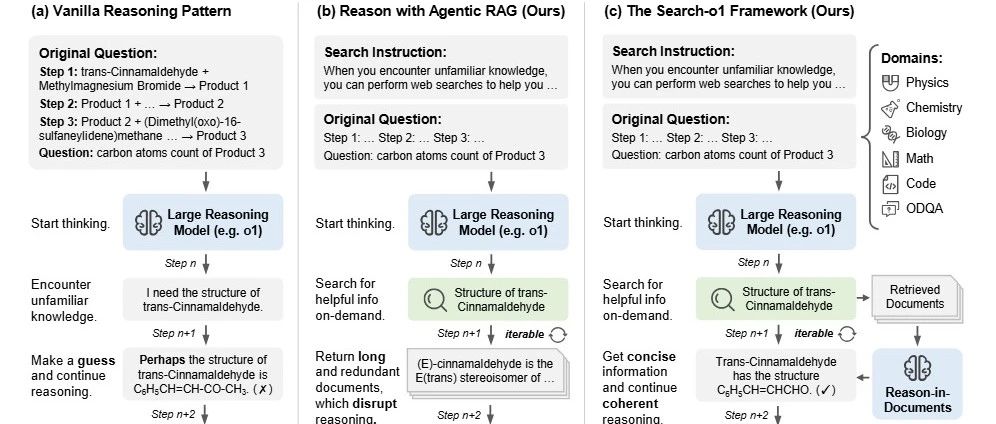 (a) Vanilla Reasoning Pattern
Original Question:
Step 1: trans-Cinnamaldehyde +
Methylmagnesium Bromide → Product 1
Step 2: Product 1 + … → Product 2
Step 3: Product 2 + (Dimethyl(oxo)-16-
sulfaneylidene)methane … → Product 3
Question: carbon atoms count of Product 3
Start thinking.
Large Reasoning
Model (e.g. o1)
Step n
Encounter
unfamiliar
knowledge.
I need the structure of
trans-Cinnamaldehyde.
Step n+1
Make a guess
and continue
reasoning.
Perhaps the structure of
trans-Cinnamaldehyde is
C₆H₅CH=CH-CO-CH₃. (✗)
Step n+2
(b) Reason with Agentic RAG (Ours)
Search Instruction:
When you encounter unfamiliar knowledge,
you can perform web searches to help you …
Original Question:
Step 1: … Step 2: … Step 3: …
Question: carbon atoms count of Product 3
Start thinking.
Large Reasoning
Model (e.g. o1)
Step n
Search for
helpful info
on-demand.
Structure of trans-
Cinnamaldehyde
Step n+1
iterable
Return long
and redundant
documents,
which disrupt
reasoning.
(E)-cinnamaldehyde is the
E(trans) stereoisomer of …
Step n+2
(c) The Search-o1 Framework (Ours)
Search Instruction:
When you encounter unfamiliar knowledge,
you can perform web searches to help you …
Original Question:
Step 1: … Step 2: … Step 3: …
Question: carbon atoms count of Product 3
Domains:
Physics
Chemistry
Biology
Math
Code
ODQA
Start thinking.
Large Reasoning
Model (e.g. o1)
Step n
Search for
helpful info
on-demand.
Structure of trans-
Cinnamaldehyde
Retrieved
Documents
Step n+1
iterable
Get concise
information
and continue
coherent
reasoning.
Trans-Cinnamaldehyde
has the structure
C₆H₅CH=CHCHO. (✓)
Reason-in-
Documents
Step n+2